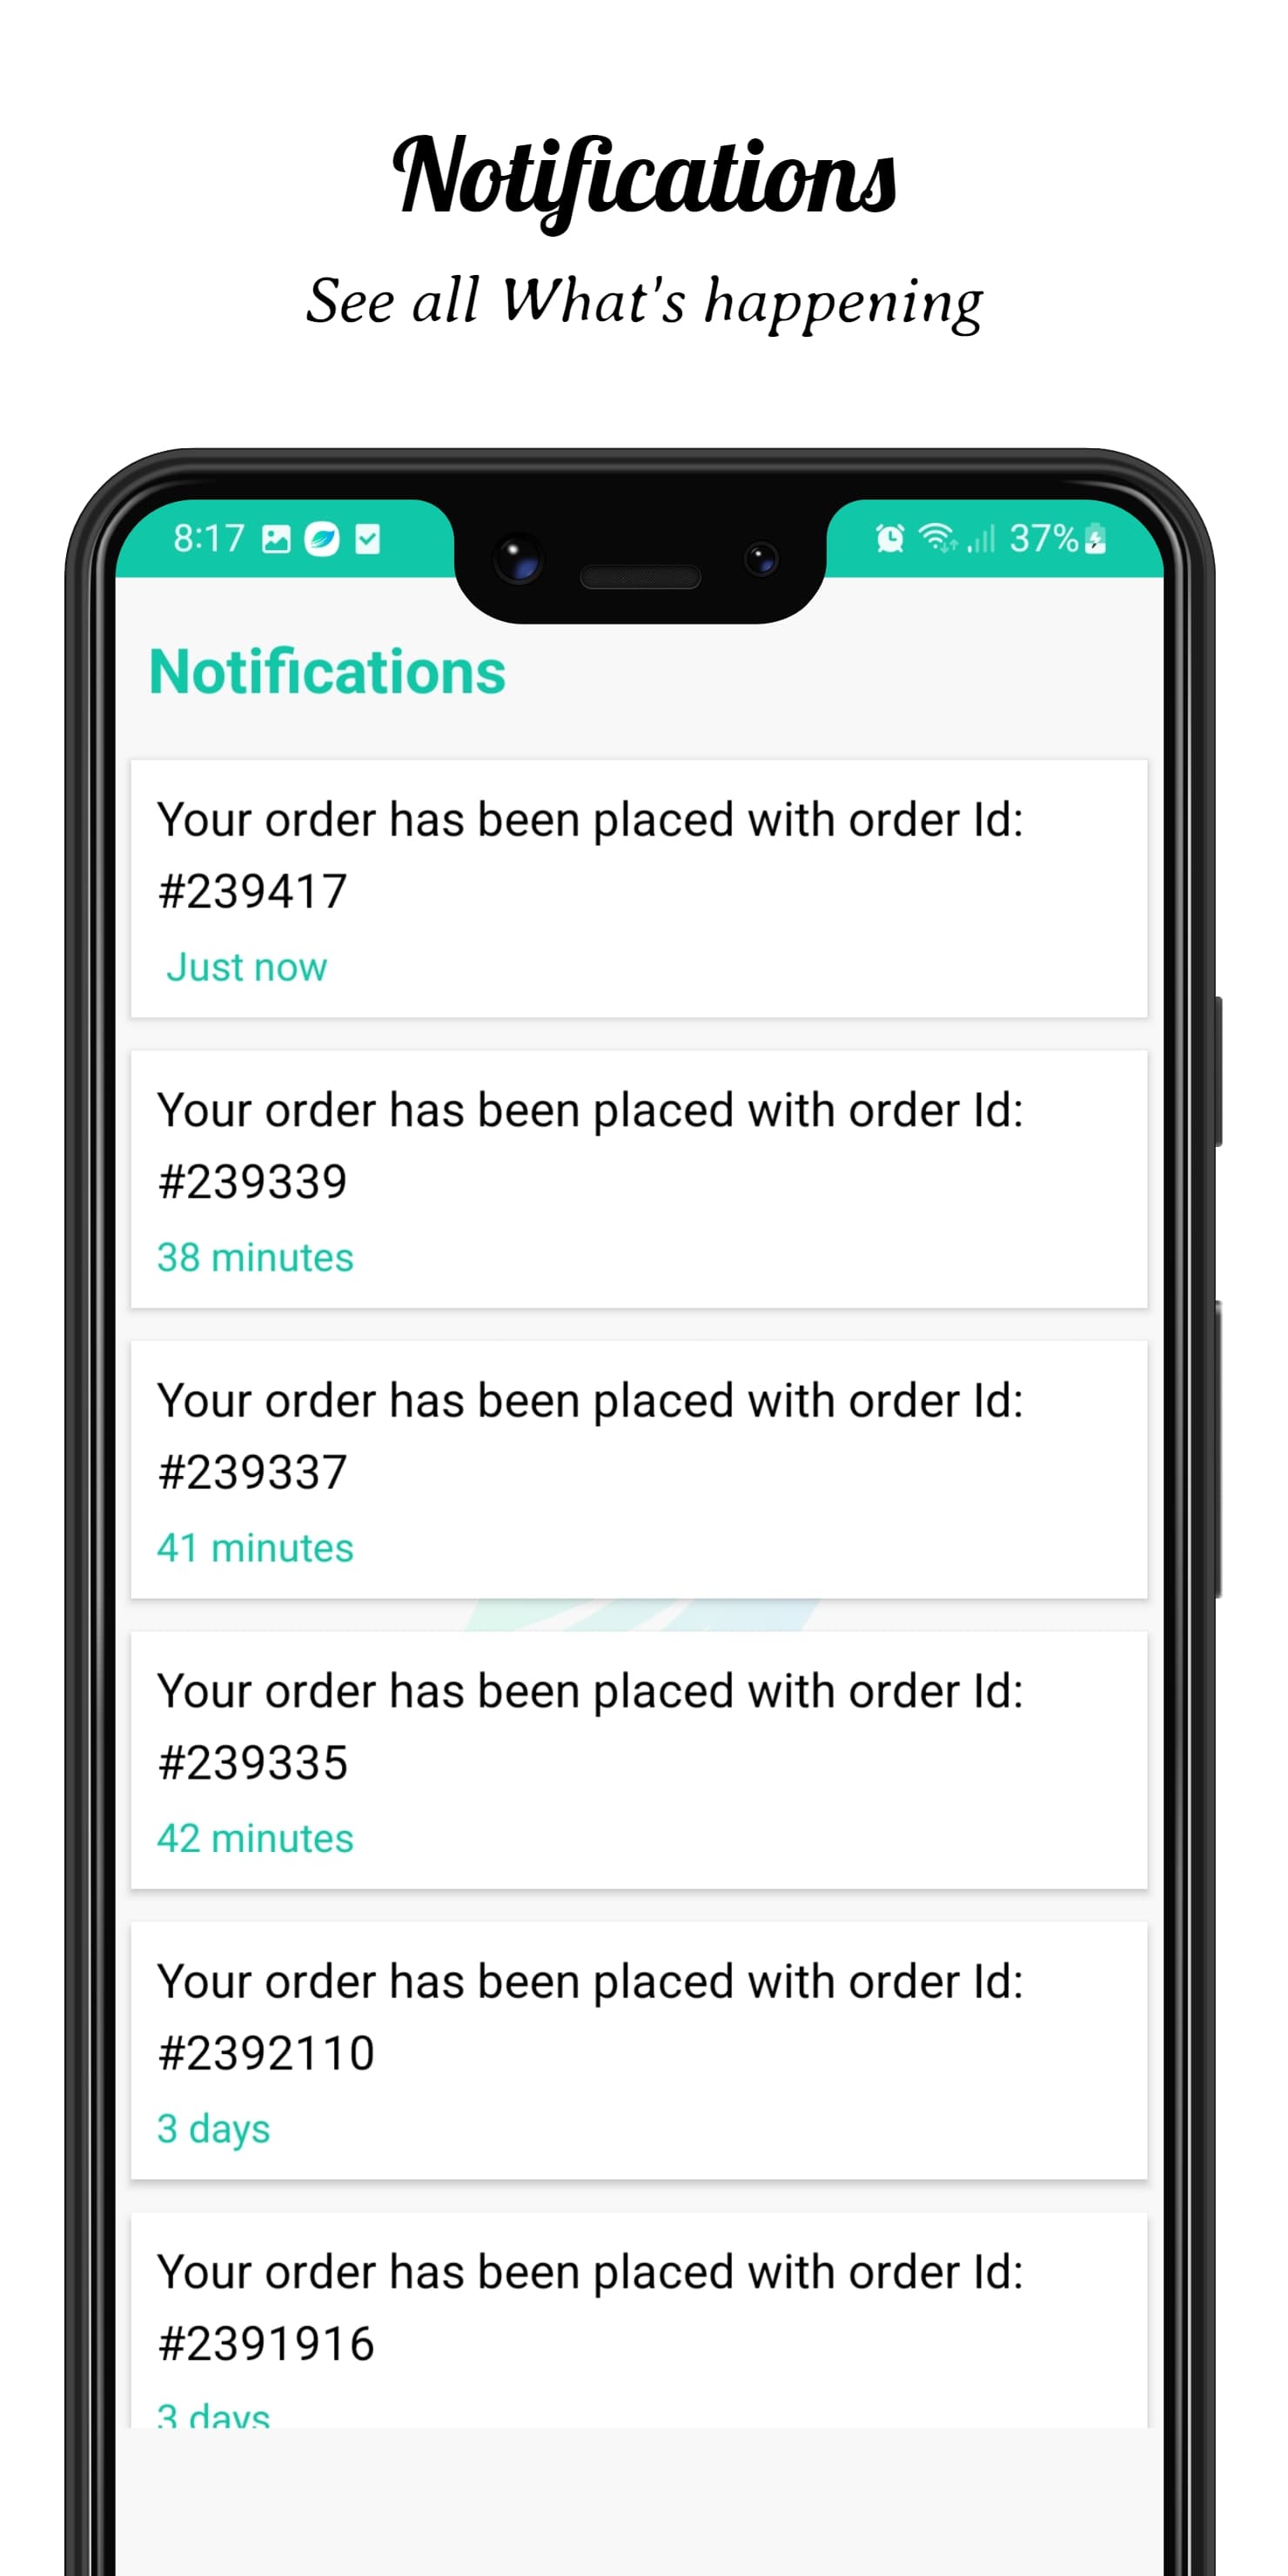 Notifications
See all What's happening
8:17
37%
Notifications
Your order has been placed with order Id:
#239417
Just now
Your order has been placed with order Id:
#239339
38 minutes
Your order has been placed with order Id:
#239337
41 minutes
Your order has been placed with order Id:
#239335
42 minutes
Your order has been placed with order Id:
#2392110
3 days
Your order has been placed with order Id:
#2391916
3 days